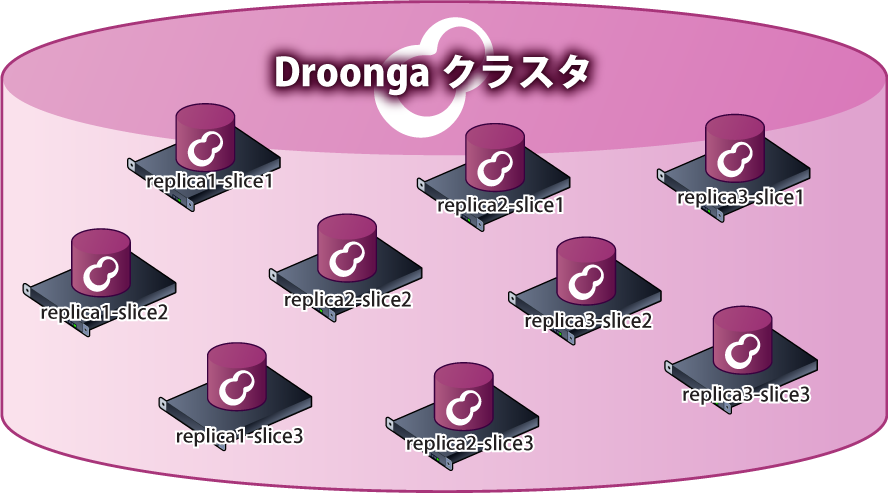 Droonga クラスタ
replica1-slice1
replica2-slice1
replica3-slice1
replica1-slice2
replica2-slice2
replica3-slice2
replica1-slice3
replica2-slice3
replica3-slice3